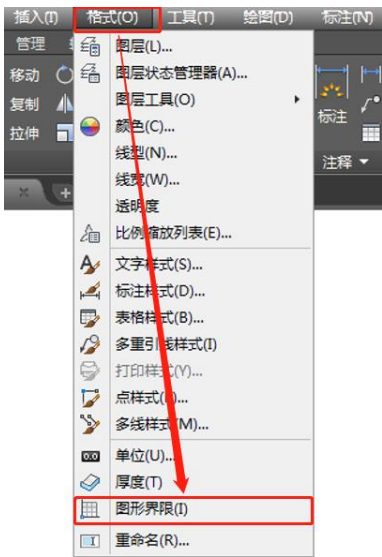 插入(I) 格式(O) 工具(T) 绘图(D) 标注(N)
管理
移动
复制
拉伸
标注
注释
图层(L)...
图层状态管理器(A)...
图层工具(O)
颜色(C)...
线型(N)...
线宽(W)...
透明度
比例缩放列表(E)...
文字样式(S)...
标注样式(D)...
表格样式(B)...
多重引线样式(I)
打印样式(Y)...
点样式(P)...
多线样式(M)...
0.0 单位(U)...
厚度(T)
图形界限(I)
重命名(R)...